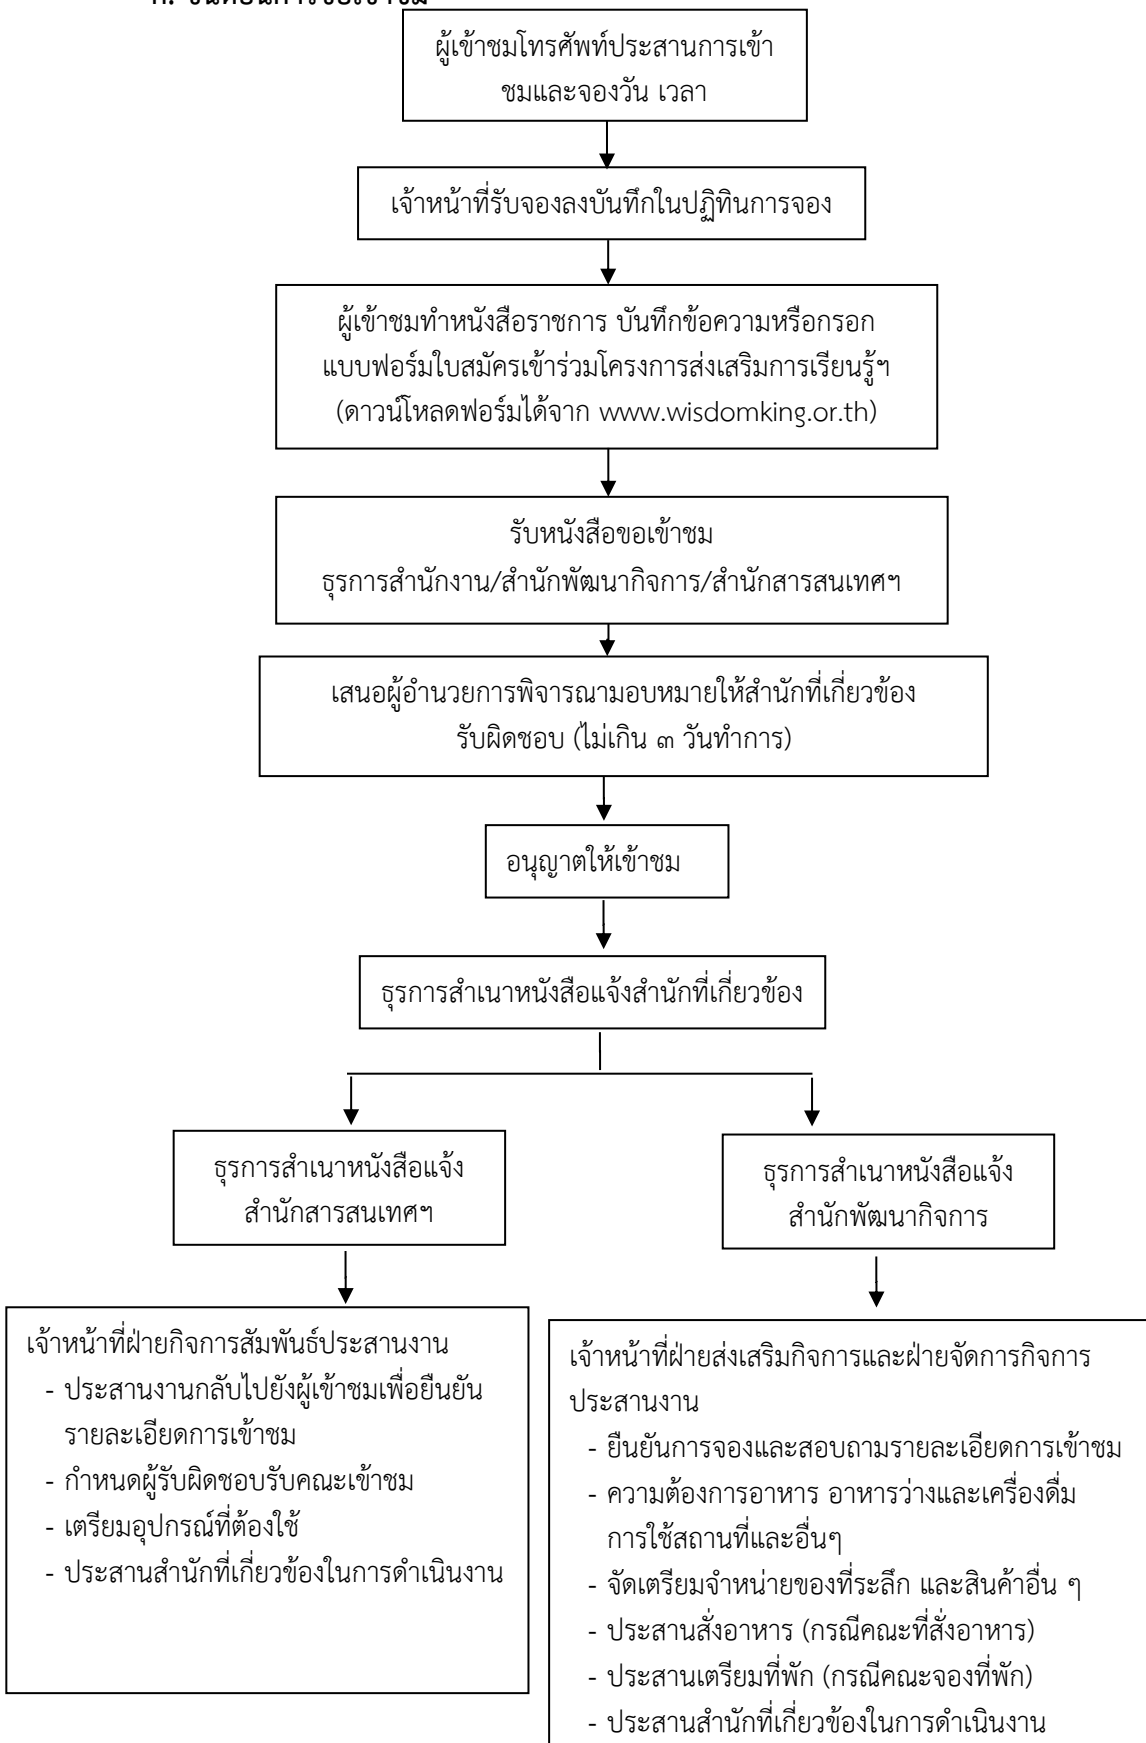 ผู้เข้าชมโทรศัพท์ประสานการเข้า
ชมและจองวัน เวลา
เจ้าหน้าที่รับจองลงบันทึกในปฏิทินการจอง
ผู้เข้าชมทำหนังสือราชการ บันทึกข้อความหรือกรอก
แบบฟอร์มใบสมัครเข้าร่วมโครงการส่งเสริมการเรียนรู้ฯ
(ดาวน์โหลดฟอร์มได้จาก www.wisdomking.or.th)
รับหนังสือขอเข้าชม
ธุรการสำนักงาน/สำนักพัฒนากิจการ/สำนักสารสนเทศฯ
เสนอผู้อำนวยการพิจารณามอบหมายให้สำนักที่เกี่ยวข้อง
รับผิดชอบ (ไม่เกิน ๓ วันทำการ)
อนุญาตให้เข้าชม
ธุรการสำเนาหนังสือแจ้งสำนักที่เกี่ยวข้อง
ธุรการสำเนาหนังสือแจ้ง
สำนักสารสนเทศฯ
ธุรการสำเนาหนังสือแจ้ง
สำนักพัฒนากิจการ
เจ้าหน้าที่ฝ่ายกิจการสัมพันธ์ประสานงาน
- ประสานงานกลับไปยังผู้เข้าชมเพื่อยืนยัน
รายละเอียดการเข้าชม
- กำหนดผู้รับผิดชอบรับคณะเข้าชม
- เตรียมอุปกรณ์ที่ต้องใช้
- ประสานสำนักที่เกี่ยวข้องในการดำเนินงาน
เจ้าหน้าที่ฝ่ายส่งเสริมกิจการและฝ่ายจัดการกิจการ
ประสานงาน
- ยืนยันการจองและสอบถามรายละเอียดการเข้าชม
- ความต้องการอาหาร อาหารว่างและเครื่องดื่ม
การใช้สถานที่และอื่นๆ
- จัดเตรียมจำหน่ายของที่ระลึก และสินค้าอื่น ๆ
- ประสานสั่งอาหาร (กรณีคณะที่สั่งอาหาร)
- ประสานเตรียมที่พัก (กรณีคณะจองที่พัก)
- ประสานสำนักที่เกี่ยวข้องในการดำเนินงาน